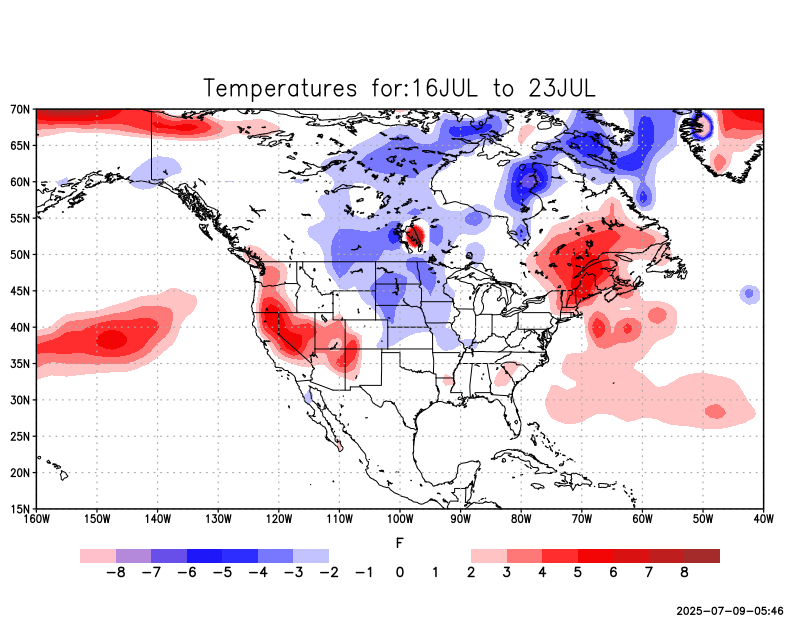 Temperatures for:16JUL to 23JUL
70N
65N
60N
55N
50N
45N
40N
35N
30N
25N
20N
15N
160W 150W 140W 130W 120W 110W 100W 90W 80W 70W 60W 50W 40W
F
−8 −7 −6 −5 −4 −3 −2 −1 0 1 2 3 4 5 6 7 8
2025-07-09-05:46